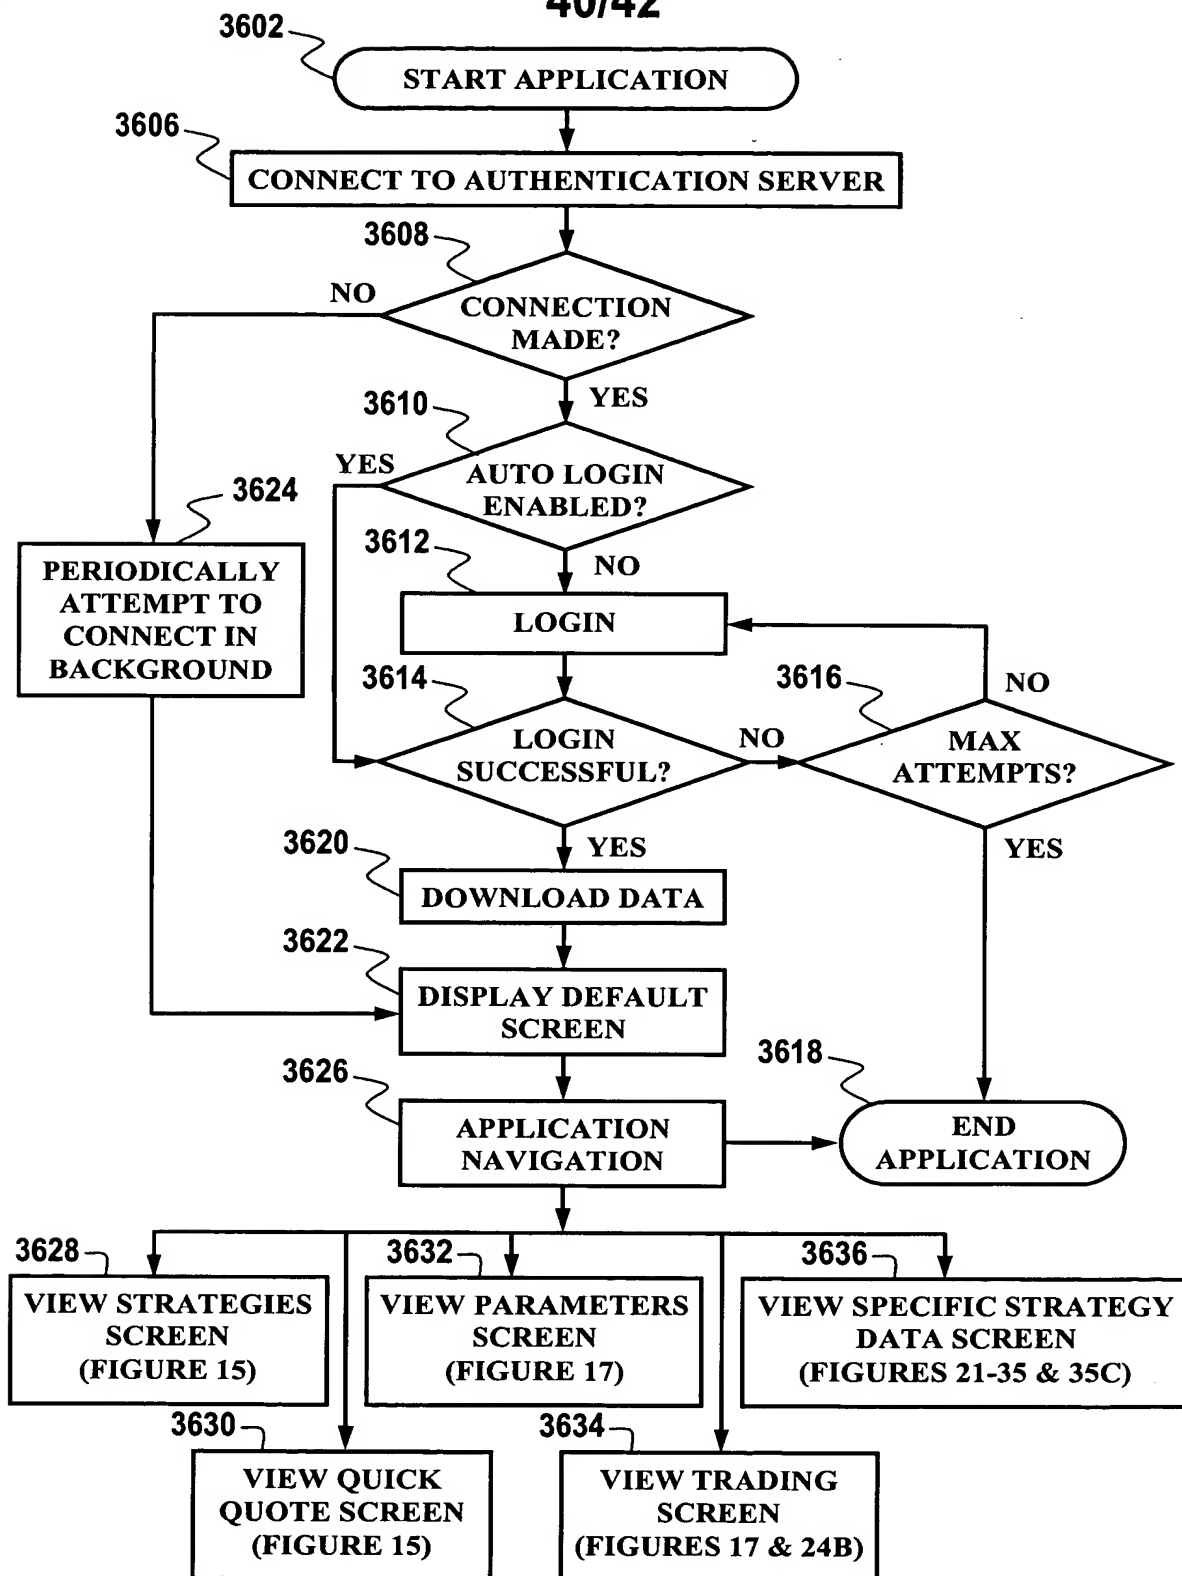 40/42
3602
START APPLICATION
3606
CONNECT TO AUTHENTICATION SERVER
3608
NO
CONNECTION
MADE?
YES
3610
YES
AUTO LOGIN
ENABLED?
3624
3612
NO
PERIODICALLY
ATTEMPT TO
CONNECT IN
BACKGROUND
LOGIN
3614
3616
NO
LOGIN
SUCCESSFUL?
NO
MAX
ATTEMPTS?
3620
YES
YES
DOWNLOAD DATA
3622
DISPLAY DEFAULT
SCREEN
3626
3618
APPLICATION
NAVIGATION
END
APPLICATION
3628
3632
3636
VIEW STRATEGIES
SCREEN
(FIGURE 15)
VIEW PARAMETERS
SCREEN
(FIGURE 17)
VIEW SPECIFIC STRATEGY
DATA SCREEN
(FIGURES 21-35 & 35C)
3630
3634
VIEW QUICK
QUOTE SCREEN
(FIGURE 15)
VIEW TRADING
SCREEN
(FIGURES 17 & 24B)